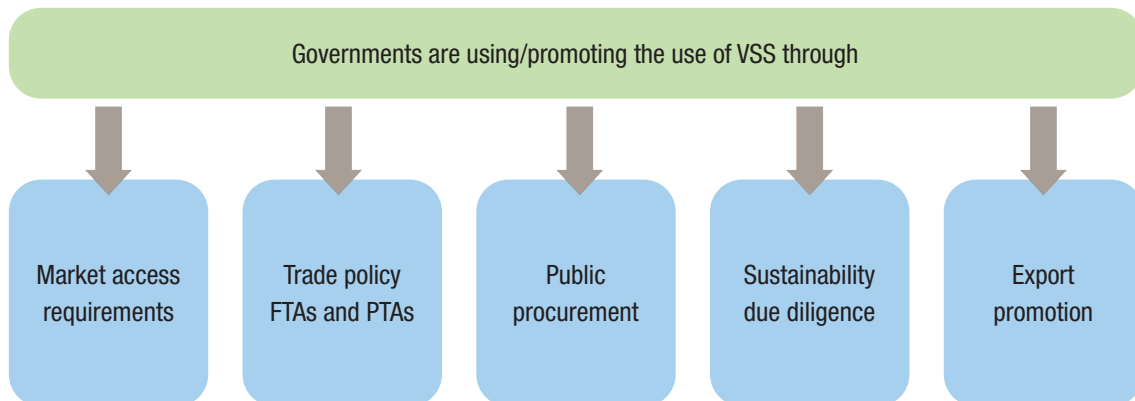 Governments are using/promoting the use of VSS through
Market access
requirements
Trade policy
FTAs and PTAs
Public
procurement
Sustainability
due diligence
Export
promotion